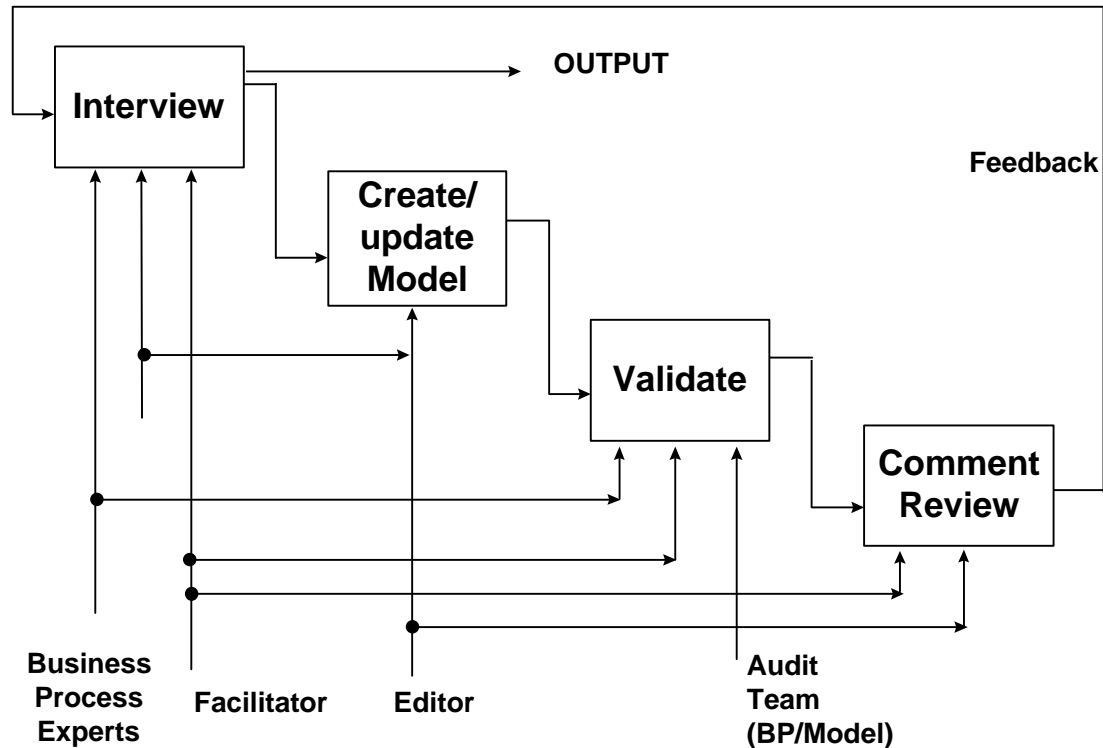 OUTPUT
Interview
Feedback
Create/
update
Model
Validate
Comment
Review
Business
Process
Experts
Facilitator
Editor
Audit
Team
(BP/Model)